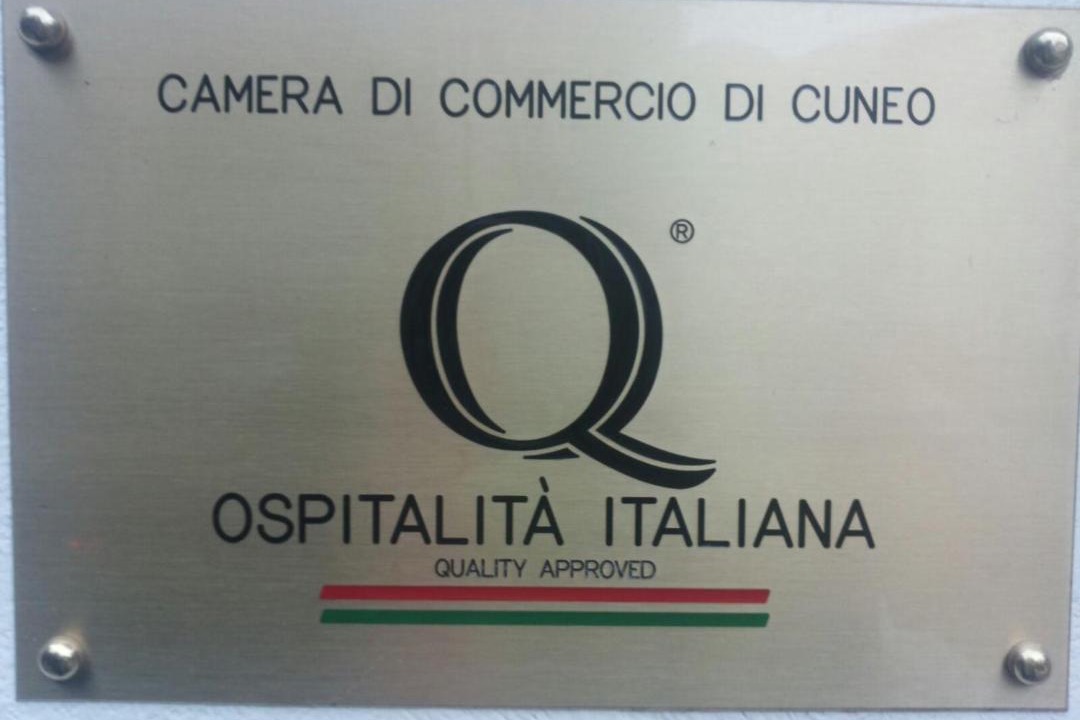 CAMERA DI COMMERCIO DI CUNEO
Q ®
OSPITALITÀ ITALIANA
QUALITY APPROVED